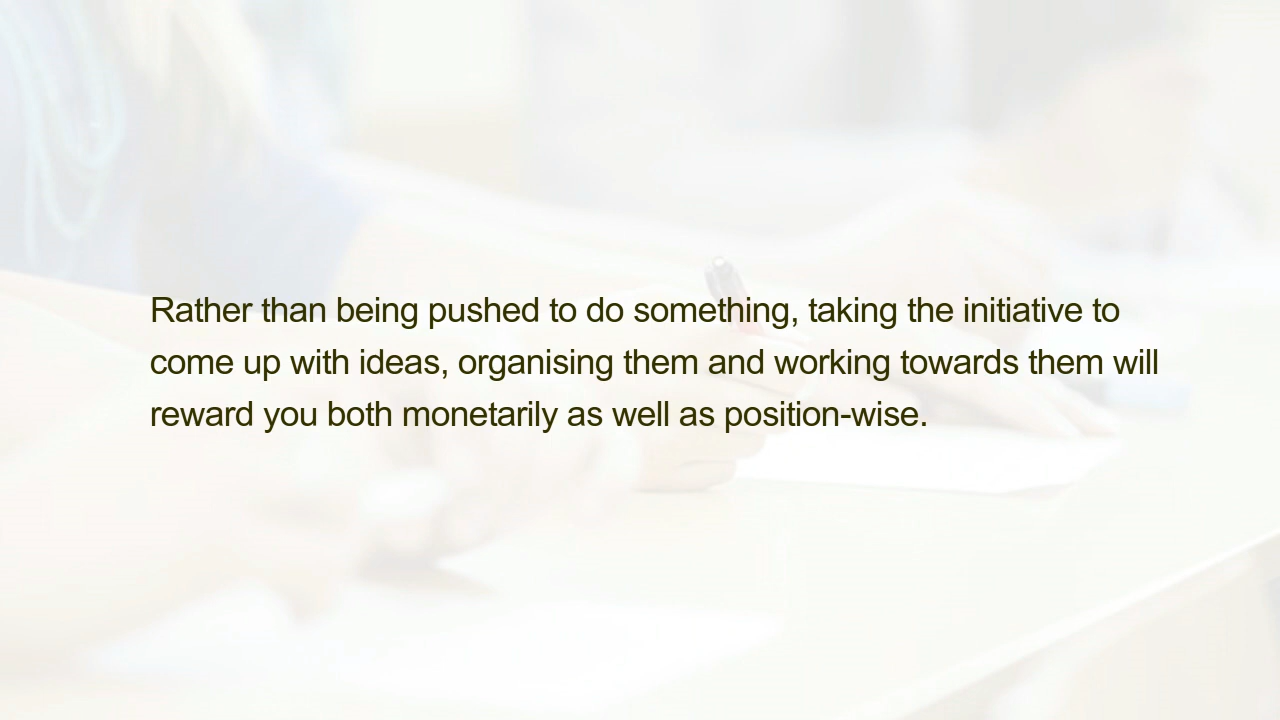 Rather than being pushed to do something, taking the initiative to
come up with ideas, organising them and working towards them will
reward you both monetarily as well as position-wise.